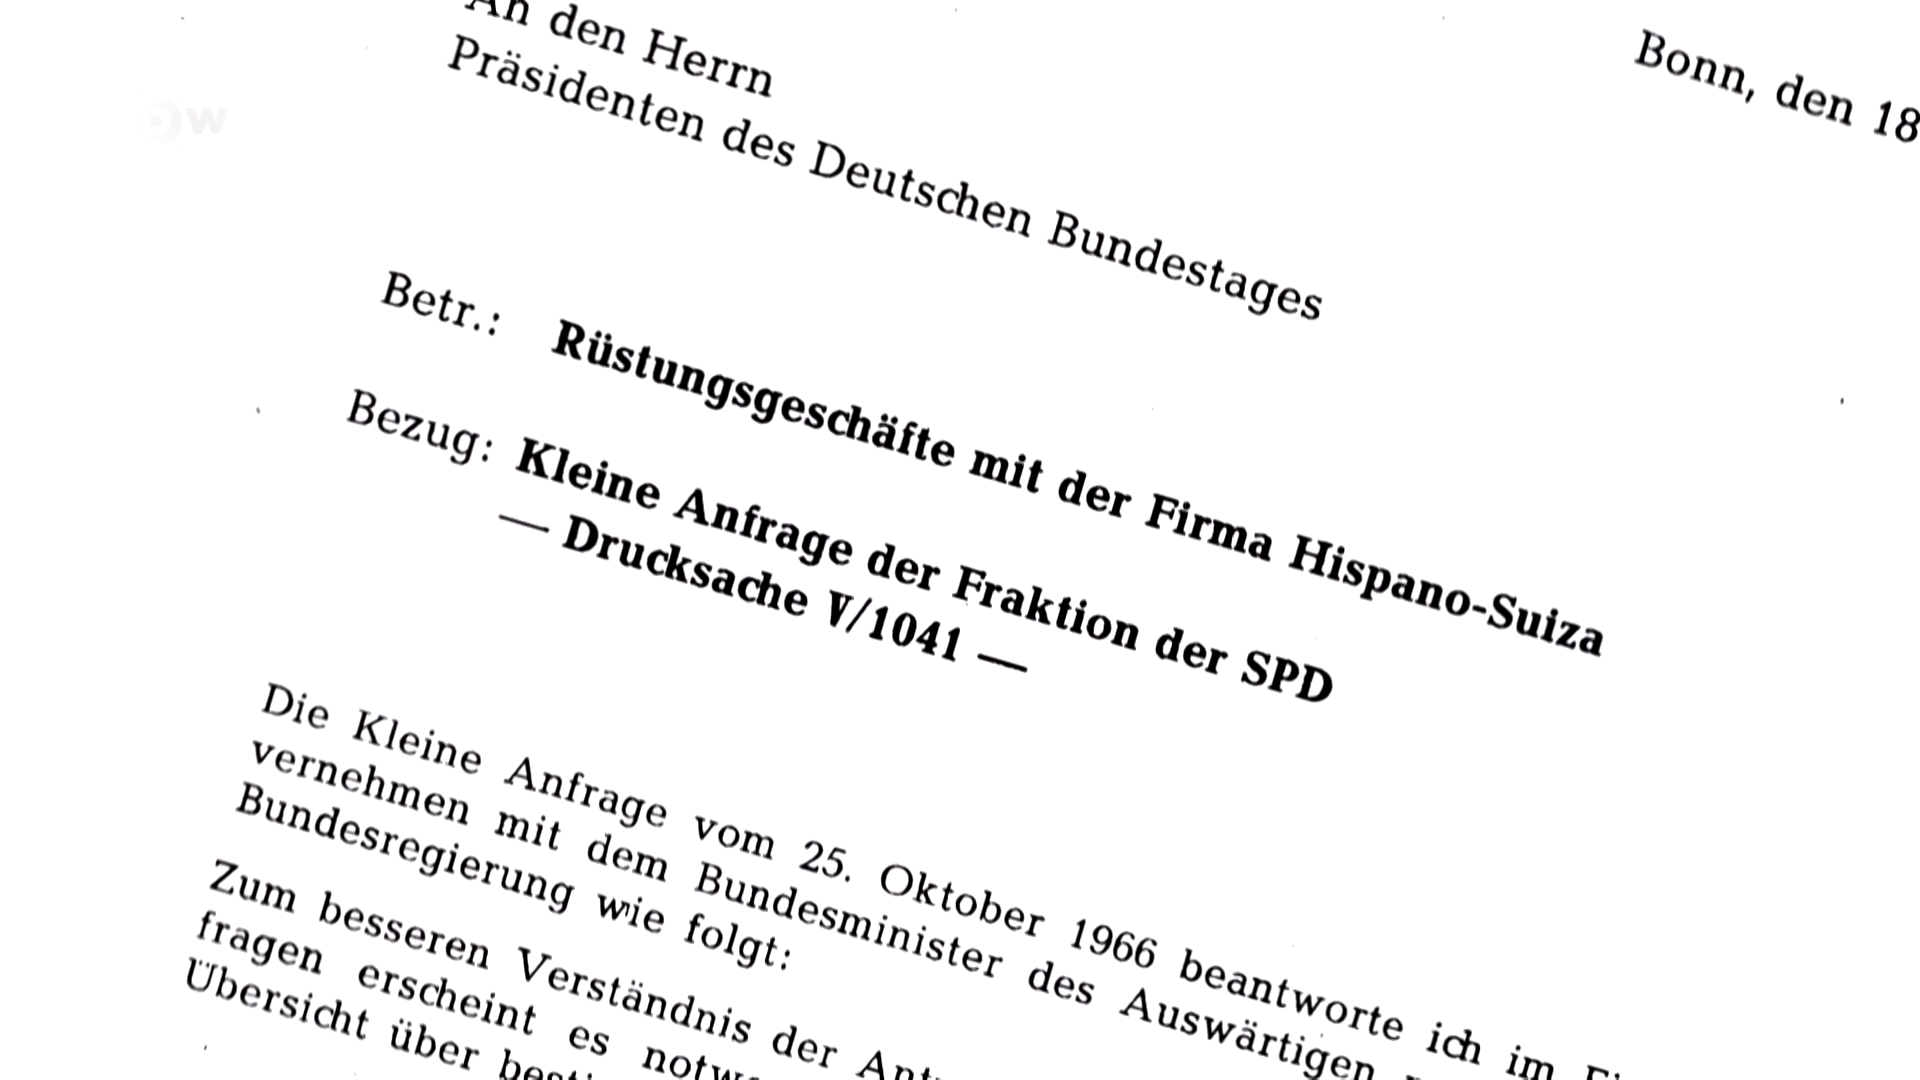 DW
Bonn, den 18
An den Herrn
Präsidenten des Deutschen Bundestages
Betr.: Rüstungsgeschäfte mit der Firma Hispano-Suiza
Bezug: Kleine Anfrage der Fraktion der SPD
— Drucksache V/1041 —
Die Kleine Anfrage vom 25. Oktober 1966 beantworte ich im
vernehmen mit dem Bundesminister des Auswärtigen
Bundesregierung wie folgt:
Zum besseren Verständnis der
fragen erscheint es
Übersicht über